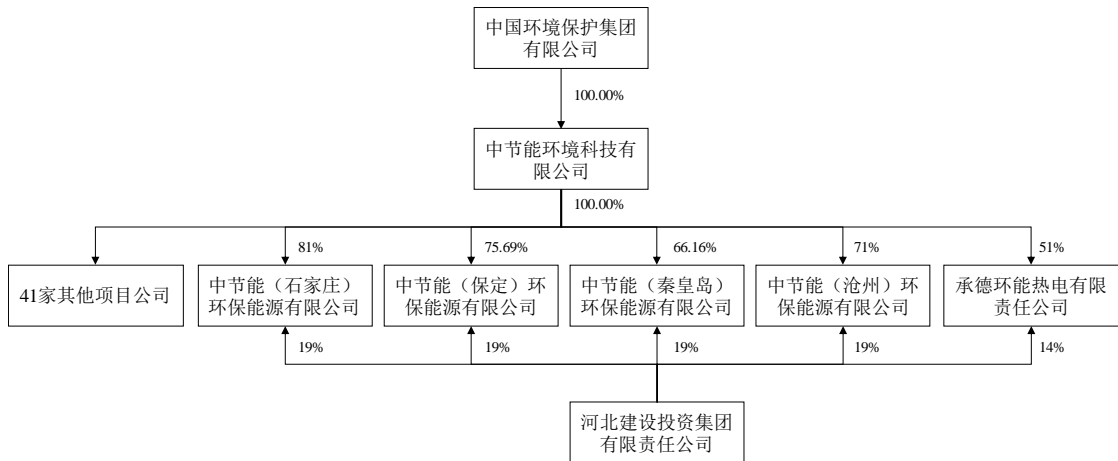 中国环境保护集团
有限公司
100.00%
中节能环境科技有
限公司
100.00%
81%
75.69%
66.16%
71%
51%
41家其他项目公司
中节能（石家庄）
环保能源有限公司
中节能（保定）环
保能源有限公司
中节能（秦皇岛）
环保能源有限公司
中节能（沧州）环
保能源有限公司
承德环能热电有限
责任公司
19%
19%
19%
19%
14%
河北建设投资集团
有限责任公司